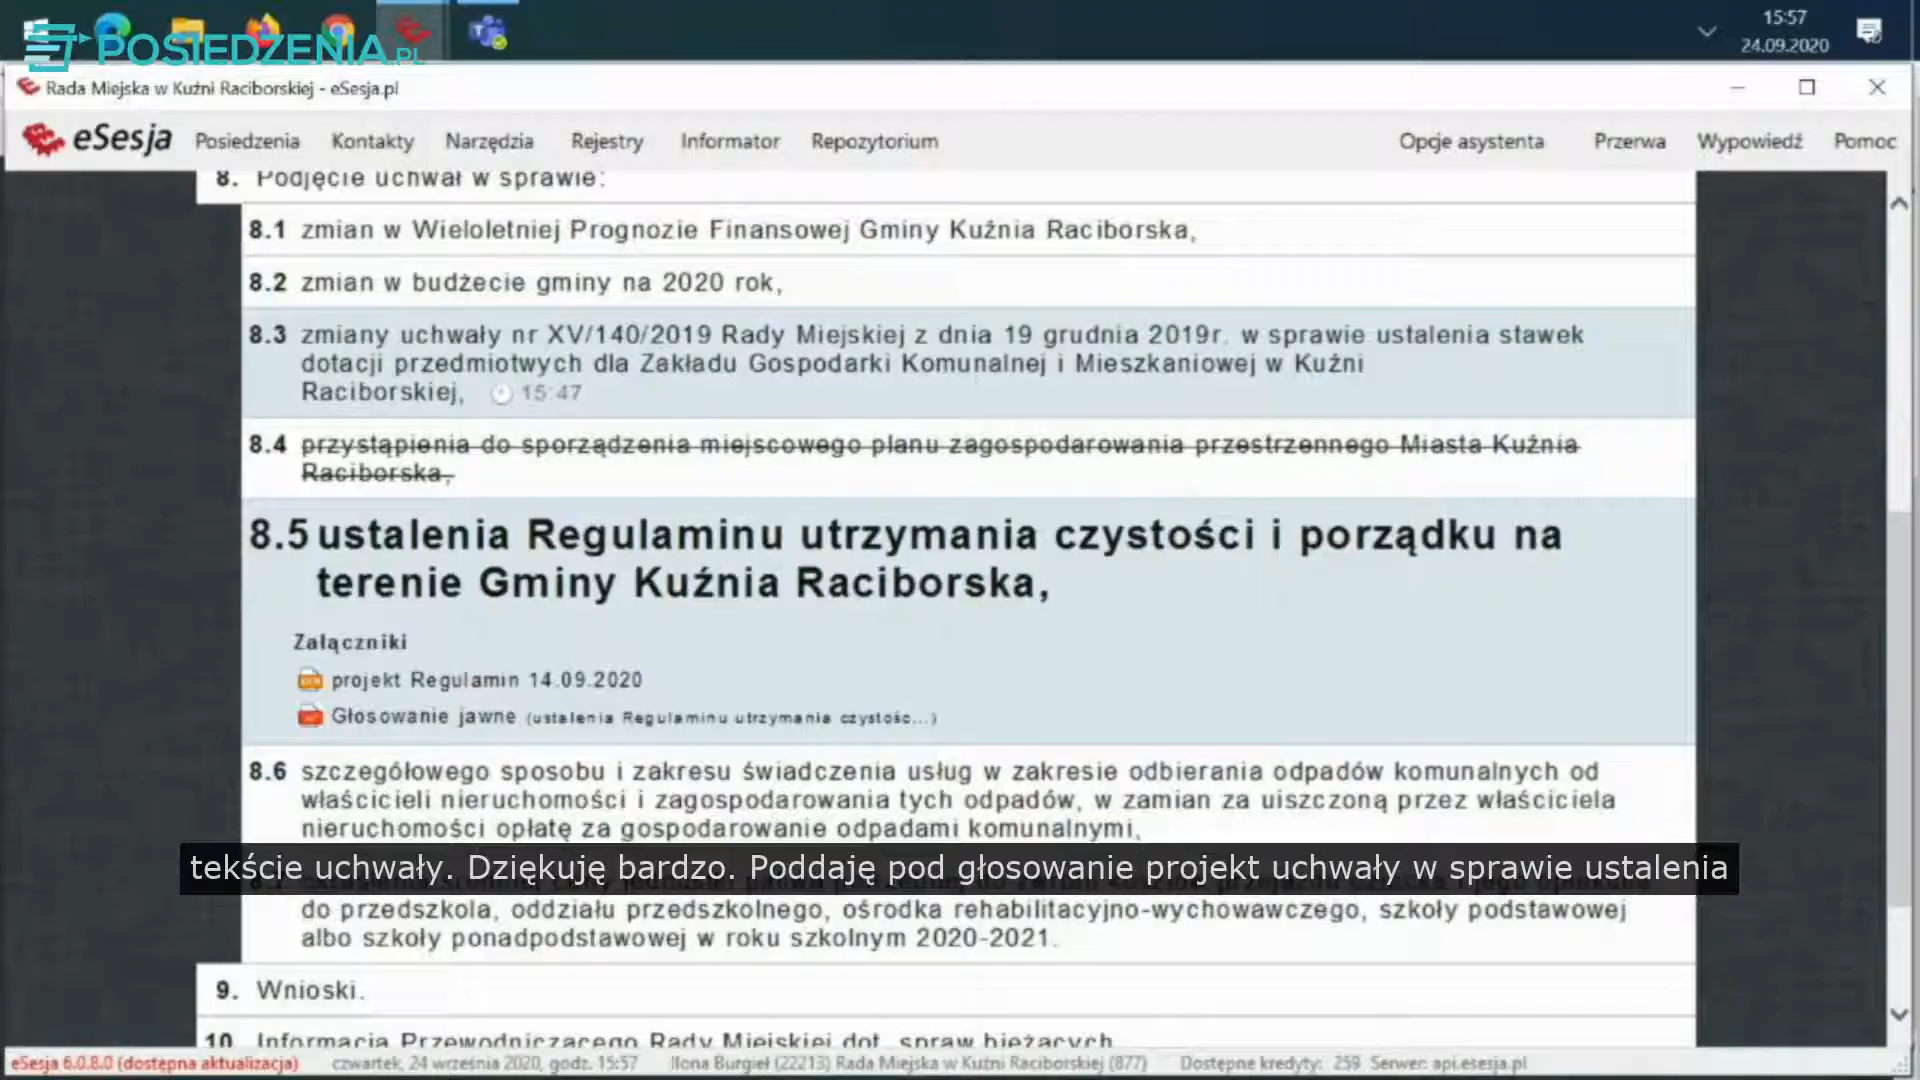 15:57
24.09.2020
POSIEDZENIA.PL
Rada Miejska w Kuźni Raciborskiej - eSesja.pl
eSesja Posiedzenia Kontakty Narzędzia Rejestry Informator Repozytorium Opcje asystenta Przerwa Wypowiedź Pomoc
8. Podjęcie uchwał w sprawie:
8.1 zmian w Wieloletniej Prognozie Finansowej Gminy Kuźnia Raciborska,
8.2 zmian w budżecie gminy na 2020 rok,
8.3 zmiany uchwały nr XV/140/2019 Rady Miejskiej z dnia 19 grudnia 2019r. w sprawie ustalenia stawek
dotacji przedmiotwych dla Zakładu Gospodarki Komunalnej i Mieszkaniowej w Kuźni
Raciborskiej, 15:47
8.4 przystąpienia do sporządzenia miejscowego planu zagospodarowania przestrzennego Miasta Kuźnia
Raciborska,
8.5 ustalenia Regulaminu utrzymania czystości i porządku na
terenie Gminy Kuźnia Raciborska,
Załączniki
projekt Regulamin 14.09.2020
Głosowanie jawne (ustalenia Regulaminu utrzymania czystośc...)
8.6 szczegółowego sposobu i zakresu świadczenia usług w zakresie odbierania odpadów komunalnych od
właścicieli nieruchomości i zagospodarowania tych odpadów, w zamian za uiszczoną przez właściciela
nieruchomości opłatę za gospodarowanie odpadami komunalnymi,
tekście uchwały. Dziękuję bardzo. Poddaję pod głosowanie projekt uchwały w sprawie ustalenia
do przedszkola, oddziału przedszkolnego, ośrodka rehabilitacyjno-wychowawczego, szkoły podstawowej
albo szkoły ponadpodstawowej w roku szkolnym 2020-2021.
9. Wnioski.
10. Informacja Przewodniczącego Rady Miejskiej dot. spraw bieżących.
eSesja 6.0.8.0 (dostępna aktualizacja) czwartek, 24 września 2020, godz. 15:57 Ilona Burgieł (22213) Rada Miejska w Kuźni Raciborskiej (877) Dostępne kredyty: 259 Serwer: api.esesja.pl